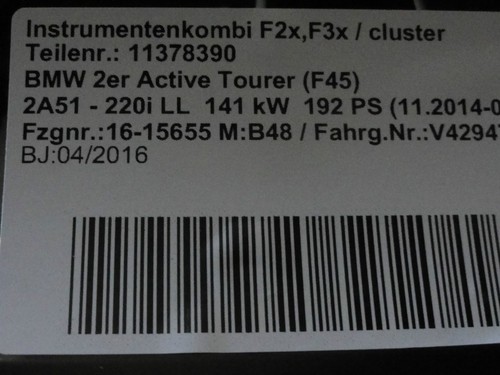 Instrumentenkombi F2x,F3x / cluster
Teilenr.: 11378390
BMW 2er Active Tourer (F45)
2A51 - 220i LL 141 kW 192 PS (11.2014-0
Fzgnr.:16-15655 M:B48 / Fahrg.Nr.:V4294
BJ:04/2016